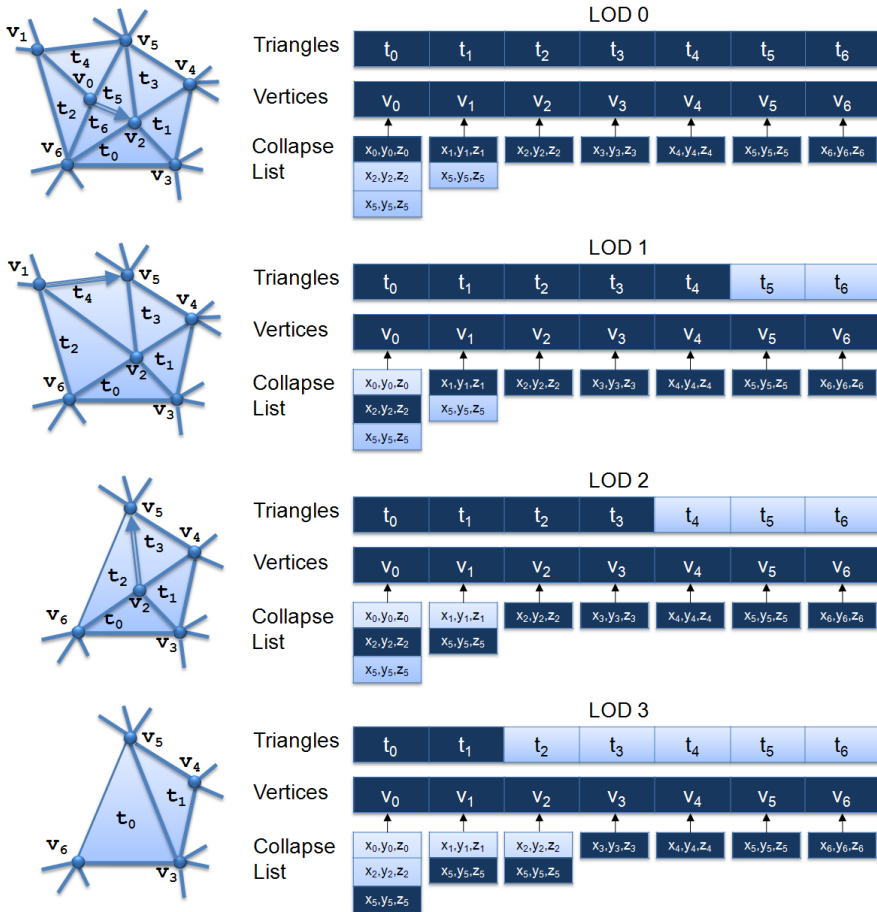 LOD 0
v₁ v₅ v₄ v₀ v₂ v₆ v₃
t₄ t₃ t₅ t₂ t₆ t₁ t₀
Triangles t₀ t₁ t₂ t₃ t₄ t₅ t₆
Vertices v₀ v₁ v₂ v₃ v₄ v₅ v₆
Collapse List
x₀,y₀,z₀ x₁,y₁,z₁ x₂,y₂,z₂ x₃,y₃,z₃ x₄,y₄,z₄ x₅,y₅,z₅ x₆,y₆,z₆
x₂,y₂,z₂ x₅,y₅,z₅
x₅,y₅,z₅
LOD 1
v₁ v₅ v₄ v₂ v₆ v₃
t₄ t₃ t₂ t₁ t₀
Triangles t₀ t₁ t₂ t₃ t₄ t₅ t₆
Vertices v₀ v₁ v₂ v₃ v₄ v₅ v₆
Collapse List
x₀,y₀,z₀ x₁,y₁,z₁ x₂,y₂,z₂ x₃,y₃,z₃ x₄,y₄,z₄ x₅,y₅,z₅ x₆,y₆,z₆
x₂,y₂,z₂ x₅,y₅,z₅
x₅,y₅,z₅
LOD 2
v₅ v₄ v₂ v₆ v₃
t₃ t₂ t₁ t₀
Triangles t₀ t₁ t₂ t₃ t₄ t₅ t₆
Vertices v₀ v₁ v₂ v₃ v₄ v₅ v₆
Collapse List
x₀,y₀,z₀ x₁,y₁,z₁ x₂,y₂,z₂ x₃,y₃,z₃ x₄,y₄,z₄ x₅,y₅,z₅ x₆,y₆,z₆
x₂,y₂,z₂ x₅,y₅,z₅
x₅,y₅,z₅
LOD 3
v₅ v₄ v₆ v₃
t₁ t₀
Triangles t₀ t₁ t₂ t₃ t₄ t₅ t₆
Vertices v₀ v₁ v₂ v₃ v₄ v₅ v₆
Collapse List
x₀,y₀,z₀ x₁,y₁,z₁ x₂,y₂,z₂ x₃,y₃,z₃ x₄,y₄,z₄ x₅,y₅,z₅ x₆,y₆,z₆
x₂,y₂,z₂ x₅,y₅,z₅ x₅,y₅,z₅
x₅,y₅,z₅